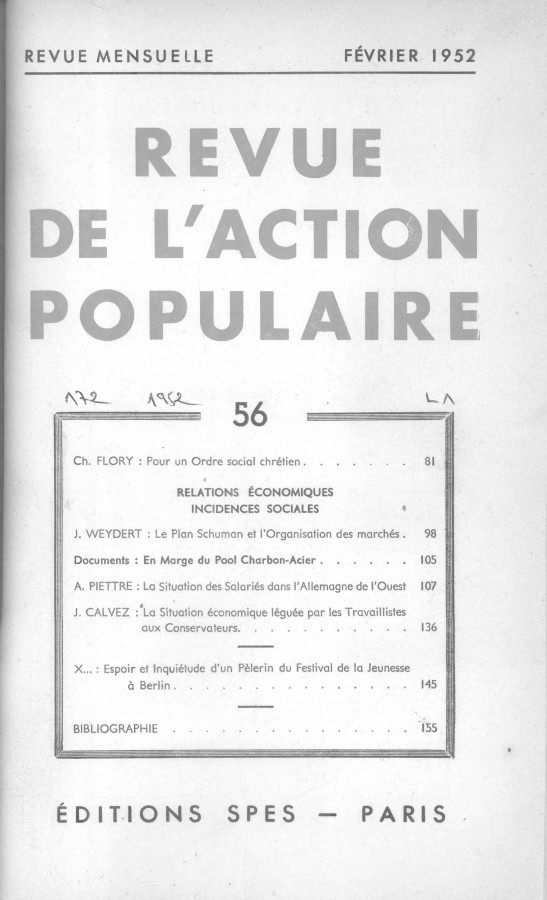 REVUE MENSUELLE FÉVRIER 1952
REVUE
DE L'ACTION
POPULAIRE
172 1952 LA
56
Ch. FLORY : Pour un Ordre social chrétien . . . . . . . 81
RELATIONS ÉCONOMIQUES
INCIDENCES SOCIALES
J. WEYDERT : Le Plan Schuman et l'Organisation des marchés . 98
Documents : En Marge du Pool Charbon-Acier . . . . . . 105
A. PIETTRE : La Situation des Salariés dans l'Allemagne de l'Ouest 107
J. CALVEZ : La Situation économique léguée par les Travaillistes
aux Conservateurs. . . . . . . . . . . 136
X... : Espoir et Inquiétude d'un Pèlerin du Festival de la Jeunesse
à Berlin . . . . . . . . . . . . . . . 145
BIBLIOGRAPHIE . . . . . . . . . . . . . . . 155
ÉDITIONS SPES — PARIS